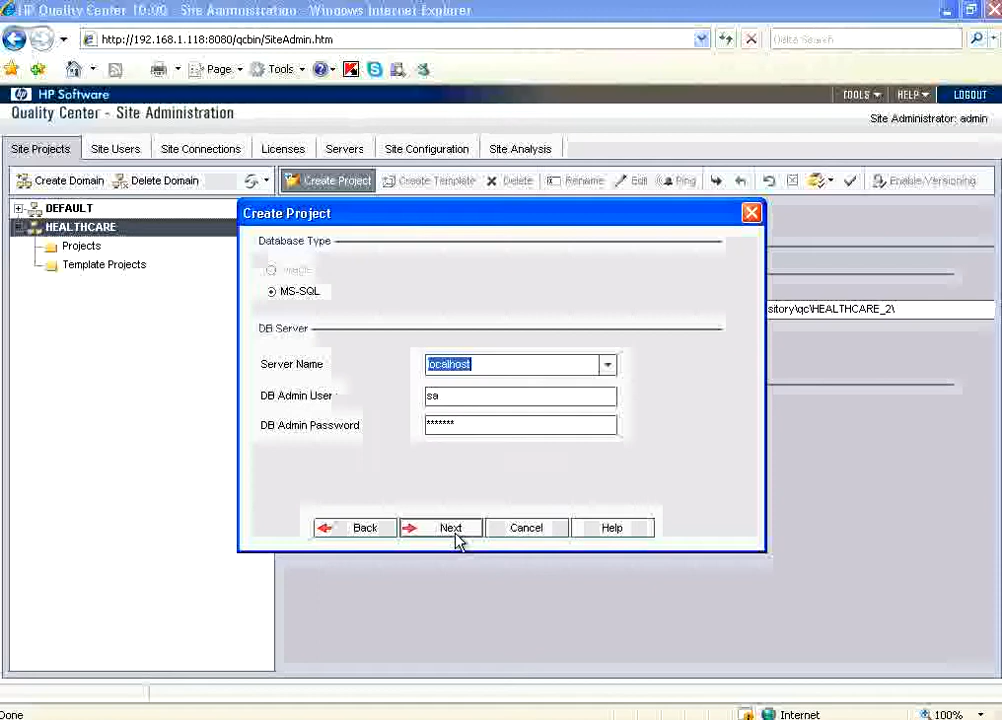 HP Quality Center 10.00 - Site Administration - Windows Internet Explorer
http://192.168.1.118:8080/qcbin/SiteAdmin.htm
Page Tools
HP Software TOOLS HELP LOGOUT
Quality Center - Site Administration
Site Administrator: admin
Site Projects Site Users Site Connections Licenses Servers Site Configuration Site Analysis
Create Domain Delete Domain Create Project Create Template Delete Rename Edit Ping Enable Versioning
DEFAULT
HEALTHCARE
Projects
Template Projects
Create Project
Database Type
MS-SQL
DB Server
Server Name localhost
DB Admin User sa
DB Admin Password *******
Back Next Cancel Help
sitory\qc\HEALTHCARE_2\
Done Internet 100%